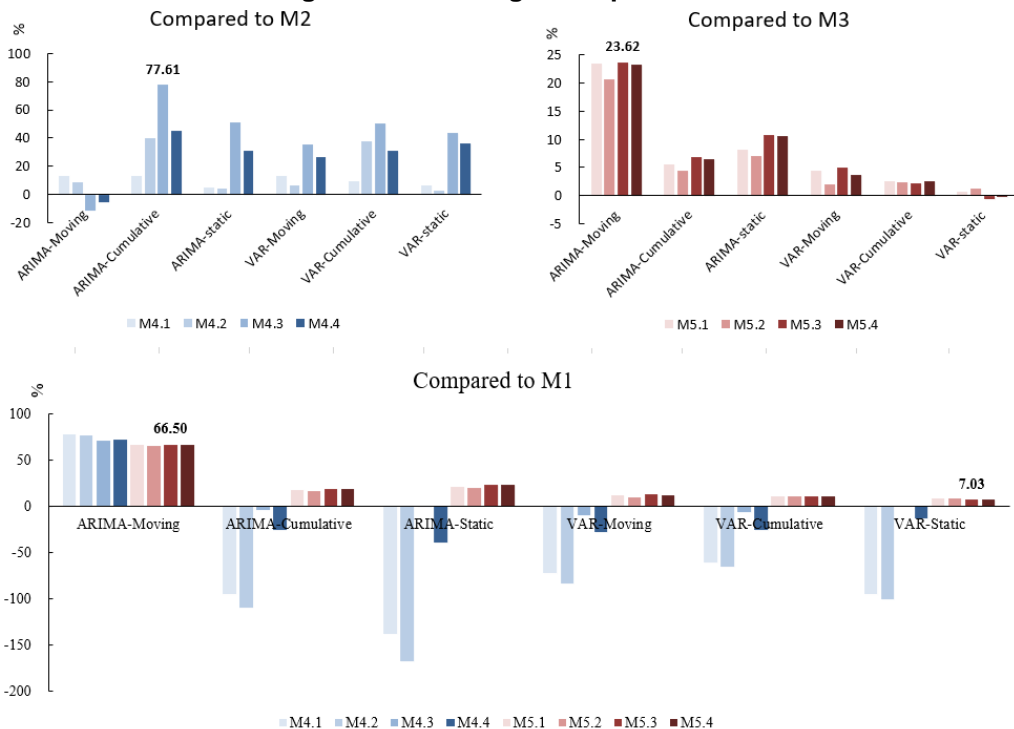 Compared to M2
%
100
80
60
40
20
0
-20
77.61
ARIMA-Moving
ARIMA-Cumulative
ARIMA-static
VAR-Moving
VAR-Cumulative
VAR-static
M4.1 M4.2 M4.3 M4.4
Compared to M3
%
25
20
15
10
5
0
-5
23.62
ARIMA-Moving
ARIMA-Cumulative
ARIMA-static
VAR-Moving
VAR-Cumulative
VAR-static
M5.1 M5.2 M5.3 M5.4
Compared to M1
%
100
50
0
-50
-100
-150
-200
66.50
7.03
ARIMA-Moving
ARIMA-Cumulative
ARIMA-Static
VAR-Moving
VAR-Cumulative
VAR-Static
M4.1 M4.2 M4.3 M4.4 M5.1 M5.2 M5.3 M5.4